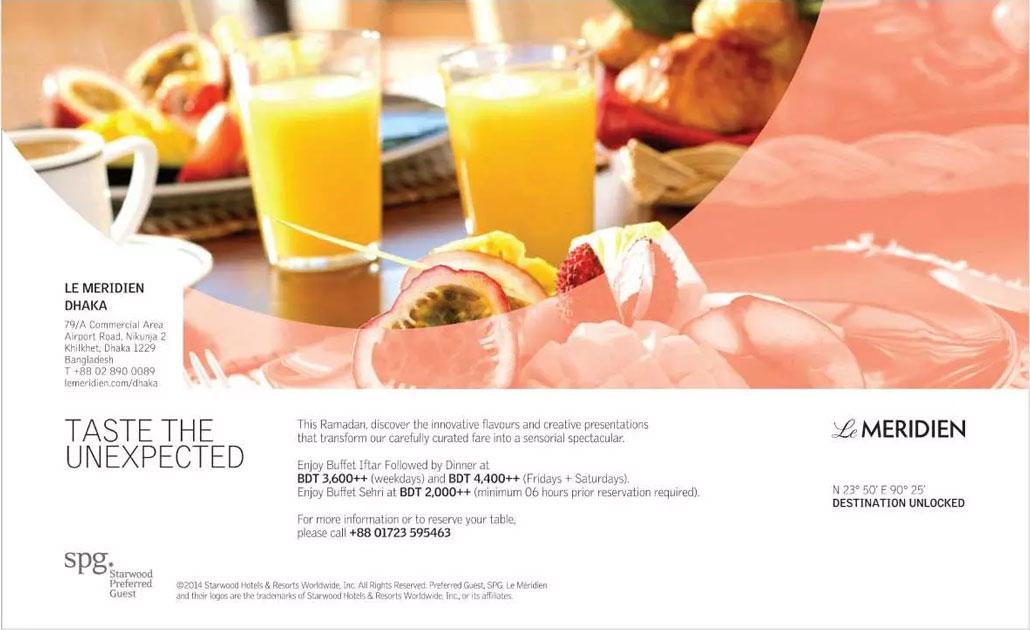 LE MERIDIEN
DHAKA
79/A Commercial Area
Airport Road, Nikunja 2
Khilkhet, Dhaka 1229
Bangladesh
T +88 02 890 0089
lemeridien.com/dhaka
TASTE THE
UNEXPECTED
This Ramadan, discover the innovative flavours and creative presentations
that transform our carefully curated fare into a sensorial spectacular.
Enjoy Buffet Iftar Followed by Dinner at
BDT 3,600++ (weekdays) and BDT 4,400++ (Fridays + Saturdays).
Enjoy Buffet Sehri at BDT 2,000++ (minimum 06 hours prior reservation required).
For more information or to reserve your table,
please call +88 01723 595463
Le MERIDIEN
N 23° 50' E 90° 25'
DESTINATION UNLOCKED
spg.
Starwood
Preferred
Guest
©2014 Starwood Hotels & Resorts Worldwide, Inc. All Rights Reserved. Preferred Guest, SPG, Le Méridien
and their logos are the trademarks of Starwood Hotels & Resorts Worldwide, Inc., or its affiliates.